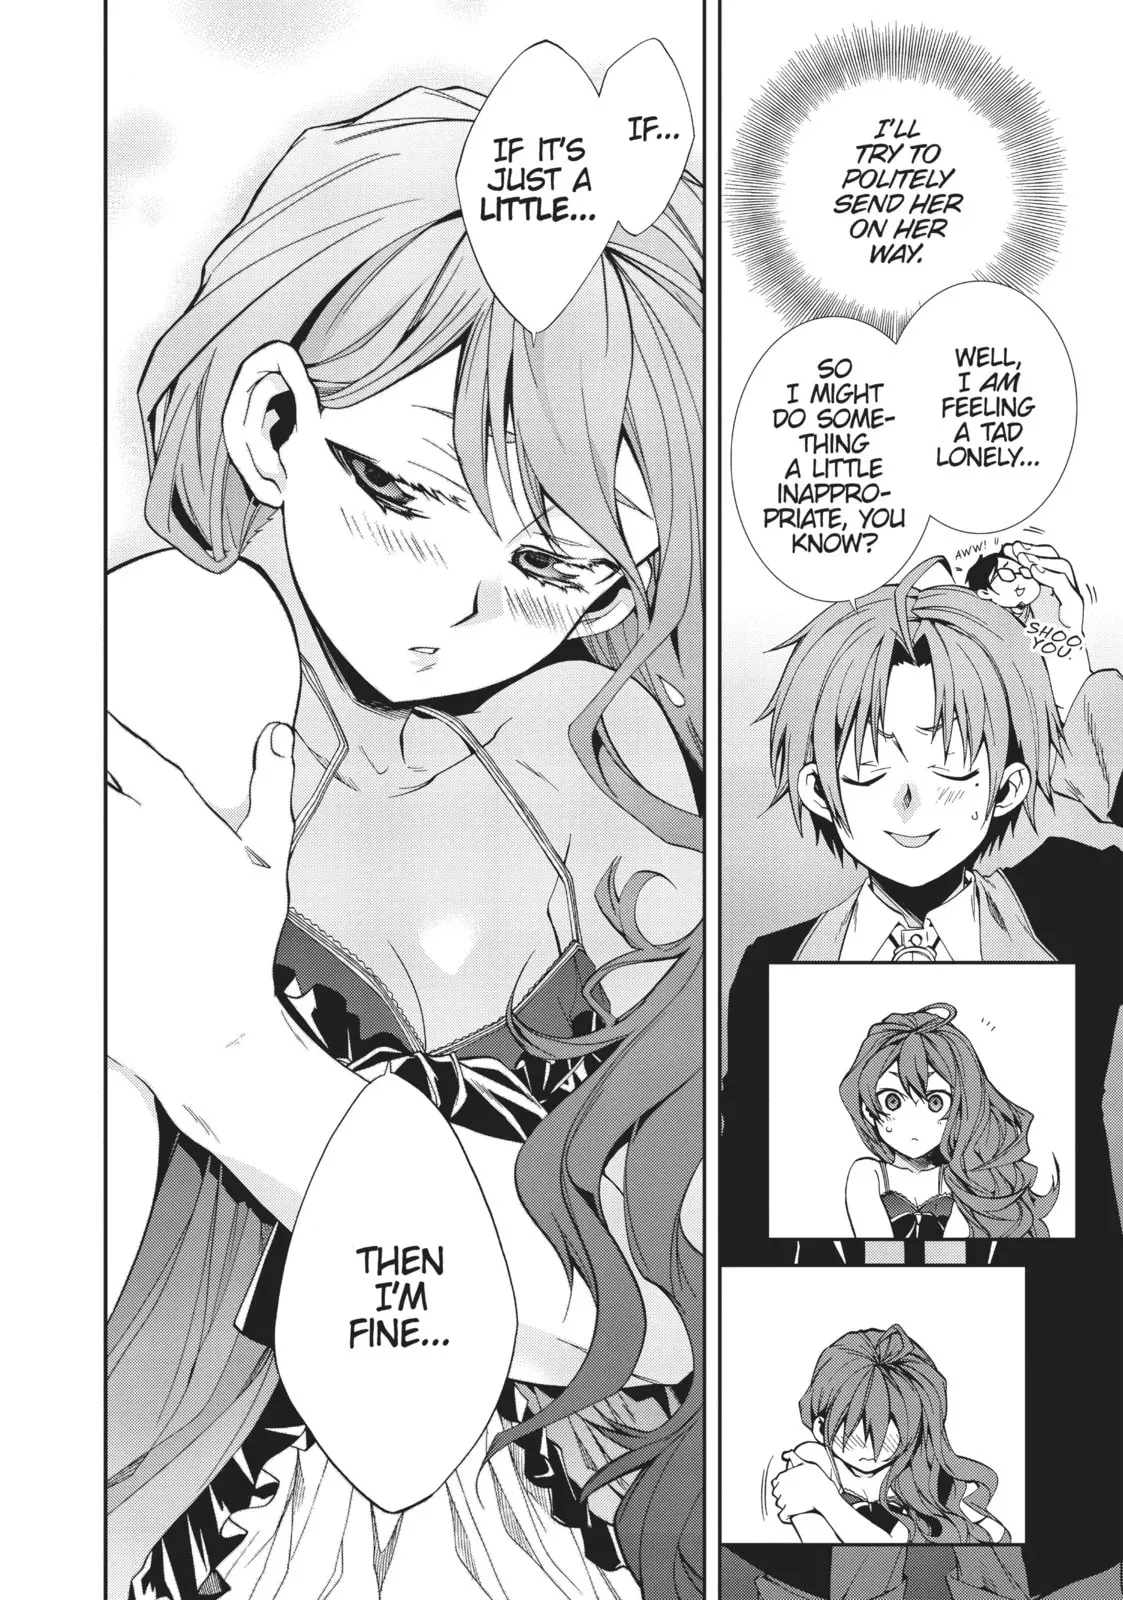 I'LL
TRY TO
POLITELY
SEND HER
ON HER
WAY.
WELL,
I AM
FEELING
A TAD
LONELY...
SO
I MIGHT
DO SOME-
THING
A LITTLE
INAPPRO-
PRIATE, YOU
KNOW?
AWW!
SHOO,
YOU.
IF...
IF IT'S
JUST A
LITTLE...
THEN
I'M
FINE...